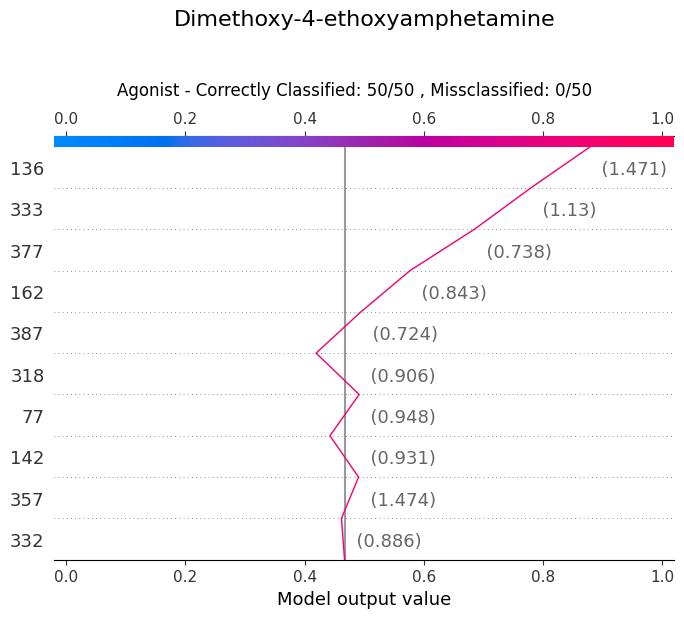 Dimethoxy-4-ethoxyamphetamine
Agonist - Correctly Classified: 50/50 , Missclassified: 0/50
0.0 0.2 0.4 0.6 0.8 1.0
136 (1.471)
333 (1.13)
377 (0.738)
162 (0.843)
387 (0.724)
318 (0.906)
77 (0.948)
142 (0.931)
357 (1.474)
332 (0.886)
0.0 0.2 0.4 0.6 0.8 1.0
Model output value